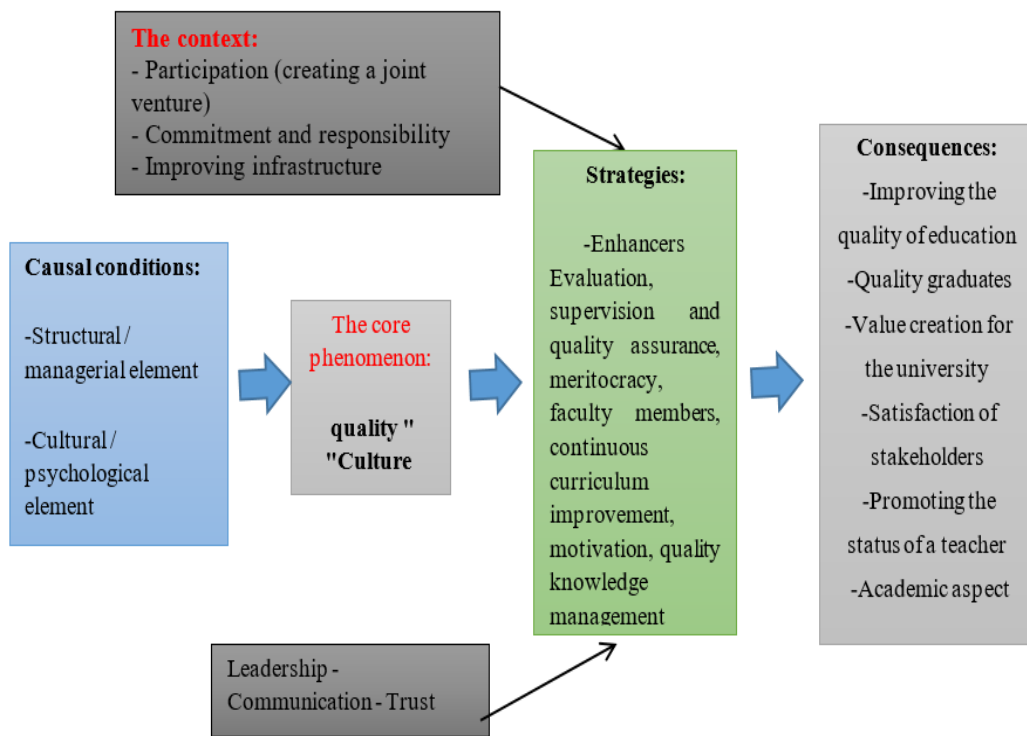 The context:
- Participation (creating a joint
venture)
- Commitment and responsibility
- Improving infrastructure
Causal conditions:
-Structural /
managerial element
-Cultural /
psychological
element
The core
phenomenon:
quality "
"Culture
Strategies:
-Enhancers
Evaluation,
supervision and
quality assurance,
meritocracy,
faculty members,
continuous
curriculum
improvement,
motivation, quality
knowledge
management
Consequences:
-Improving the
quality of education
-Quality graduates
-Value creation for
the university
-Satisfaction of
stakeholders
-Promoting the
status of a teacher
-Academic aspect
Leadership -
Communication - Trust